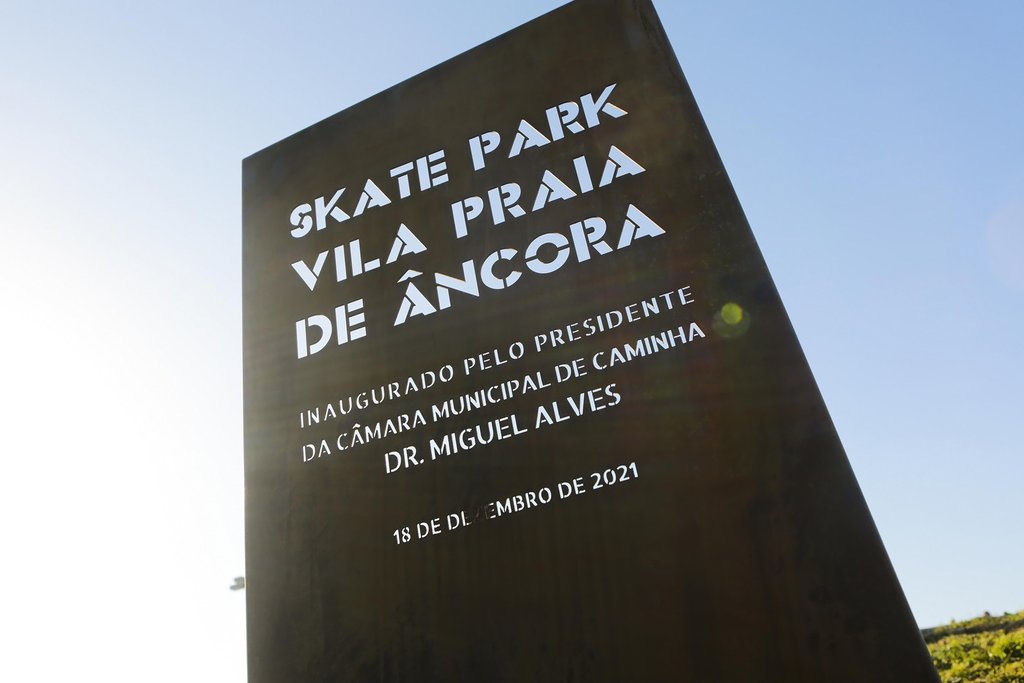 SKATE PARK
VILA PRAIA
DE ÂNCORA
INAUGURADO PELO PRESIDENTE
DA CÂMARA MUNICIPAL DE CAMINHA
DR. MIGUEL ALVES
18 DE DEZEMBRO DE 2021